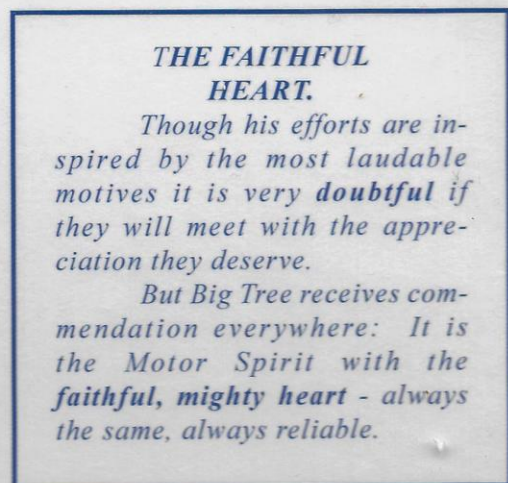 THE FAITHFUL
HEART.
Though his efforts are in-
spired by the most laudable
motives it is very doubtful if
they will meet with the appre-
ciation they deserve.
But Big Tree receives com-
mendation everywhere: It is
the Motor Spirit with the
faithful, mighty heart - always
the same, always reliable.